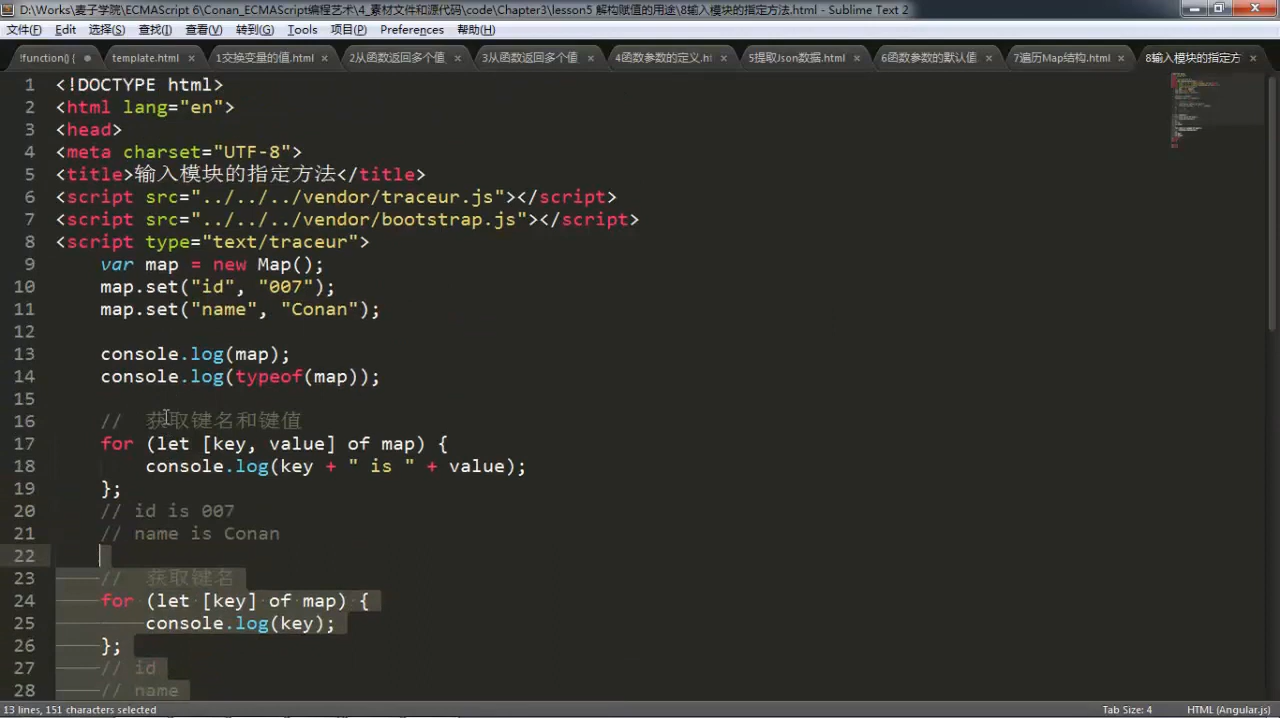 D:\Works\麦子学院\ECMAScript 6\Conan_ECMAScript编程艺术\4_素材文件和源代码\code\Chapter3\lesson5 解构赋值的用途\8输入模块的指定方法.html - Sublime Text 2
文件(F) Edit 选择(S) 查找(I) 查看(V) 转到(G) Tools 项目(P) Preferences 帮助(H)
!function() { template.html × 1交换变量的值.html × 2从函数返回多个值 × 3从函数返回多个值 × 4函数参数的定义.ht × 5提取Json数据.html × 6函数参数的默认值 × 7遍历Map结构.html × 8输入模块的指定方 ×
1 <!DOCTYPE html>
2 <html lang="en">
3 <head>
4 <meta charset="UTF-8">
5 <title>输入模块的指定方法</title>
6 <script src="../../../vendor/traceur.js"></script>
7 <script src="../../../vendor/bootstrap.js"></script>
8 <script type="text/traceur">
9 var map = new Map();
10 map.set("id", "007");
11 map.set("name", "Conan");
12
13 console.log(map);
14 console.log(typeof(map));
15
16 // 获取键名和键值
17 for (let [key, value] of map) {
18 console.log(key + " is " + value);
19 };
20 // id is 007
21 // name is Conan
22
23 // 获取键名
24 for (let [key] of map) {
25 console.log(key);
26 };
27 // id
28 // name
13 lines, 151 characters selected Tab Size: 4 HTML (Angular.js)